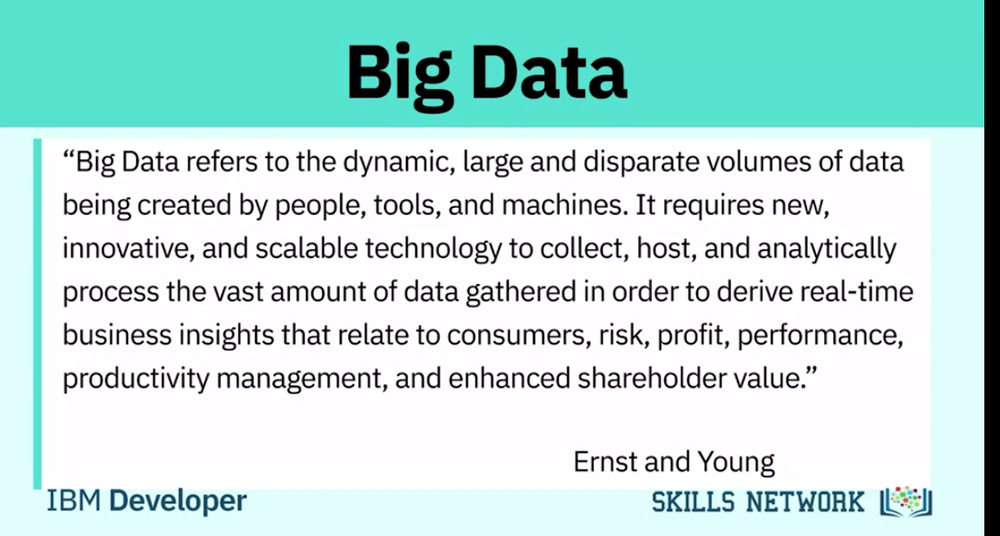 Big Data
“Big Data refers to the dynamic, large and disparate volumes of data
being created by people, tools, and machines. It requires new,
innovative, and scalable technology to collect, host, and analytically
process the vast amount of data gathered in order to derive real-time
business insights that relate to consumers, risk, profit, performance,
productivity management, and enhanced shareholder value.”
Ernst and Young
IBM Developer
SKILLS NETWORK